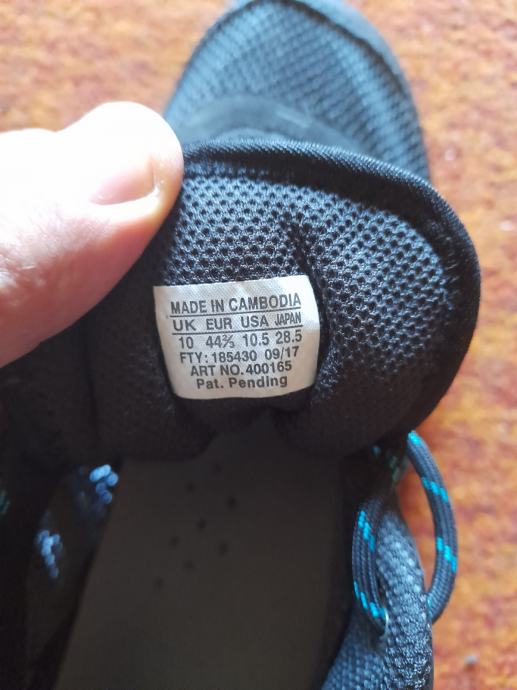 MADE IN CAMBODIA
UK EUR USA JAPAN
10 44⅔ 10.5 28.5
FTY: 185430 09/17
ART NO. 400165
Pat. Pending